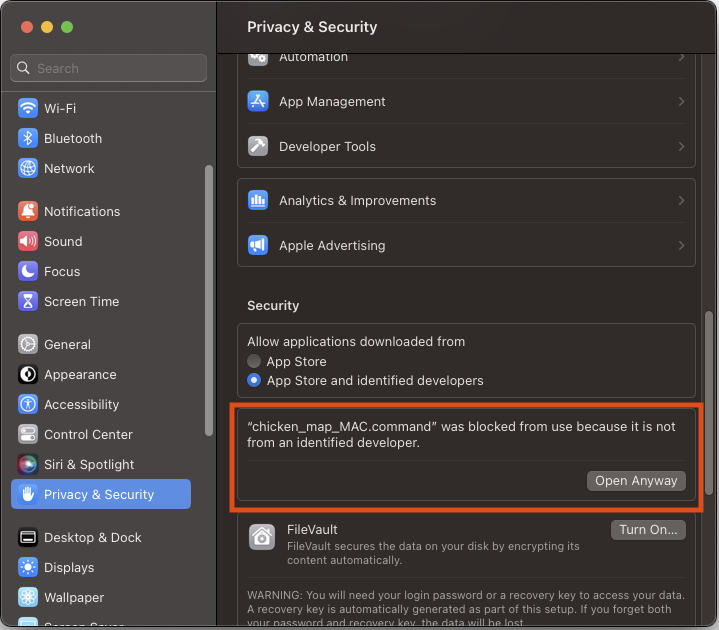 Privacy & Security
Search
Wi-Fi
Bluetooth
Network
Notifications
Sound
Focus
Screen Time
General
Appearance
Accessibility
Control Center
Siri & Spotlight
Privacy & Security
Desktop & Dock
Displays
Wallpaper
Screen Saver
Automation
App Management
Developer Tools
Analytics & Improvements
Apple Advertising
Security
Allow applications downloaded from
App Store
App Store and identified developers
“chicken_map_MAC.command” was blocked from use because it is not
from an identified developer.
Open Anyway
FileVault
Turn On...
FileVault secures the data on your disk by encrypting its
content automatically.
WARNING: You will need your login password or a recovery key to access your data.
A recovery key is automatically generated as part of this setup. If you forget both
your password and recovery key, the data will be lost.